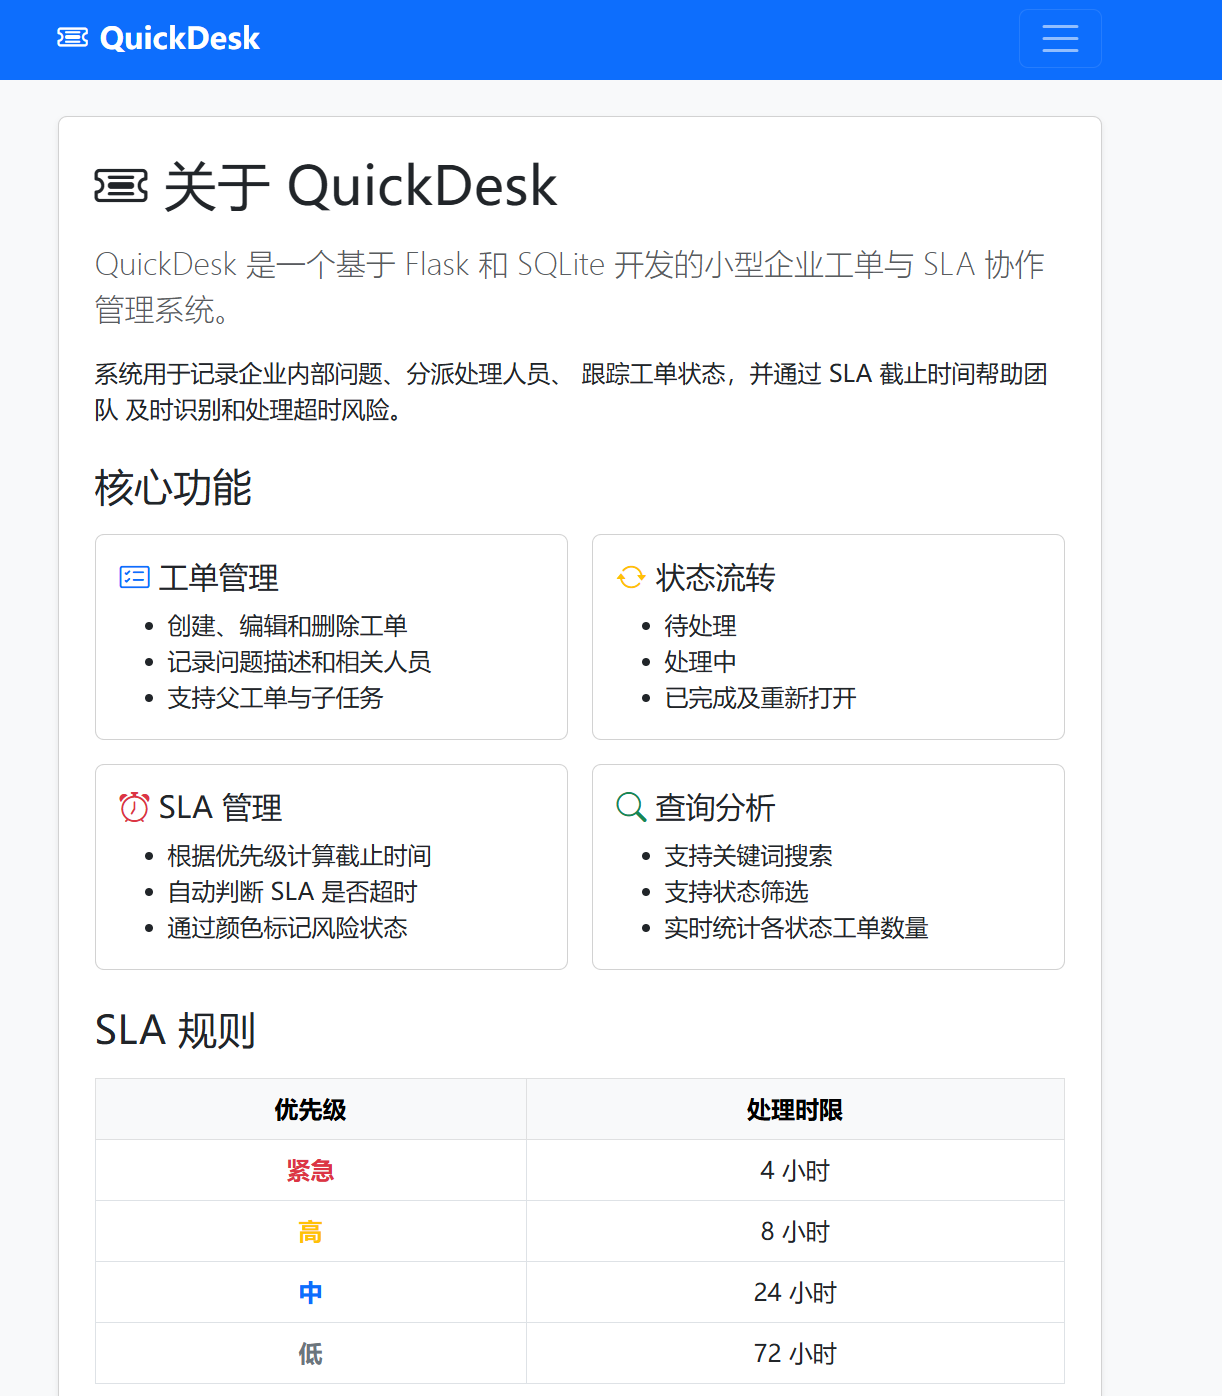 QuickDesk
关于 QuickDesk
QuickDesk 是一个基于 Flask 和 SQLite 开发的小型企业工单与 SLA 协作
管理系统。
系统用于记录企业内部问题、分派处理人员、 跟踪工单状态，并通过 SLA 截止时间帮助团
队 及时识别和处理超时风险。
核心功能
工单管理
创建、编辑和删除工单
记录问题描述和相关人员
支持父工单与子任务
状态流转
待处理
处理中
已完成及重新打开
SLA 管理
根据优先级计算截止时间
自动判断 SLA 是否超时
通过颜色标记风险状态
查询分析
支持关键词搜索
支持状态筛选
实时统计各状态工单数量
SLA 规则
优先级 处理时限
紧急 4 小时
高 8 小时
中 24 小时
低 72 小时